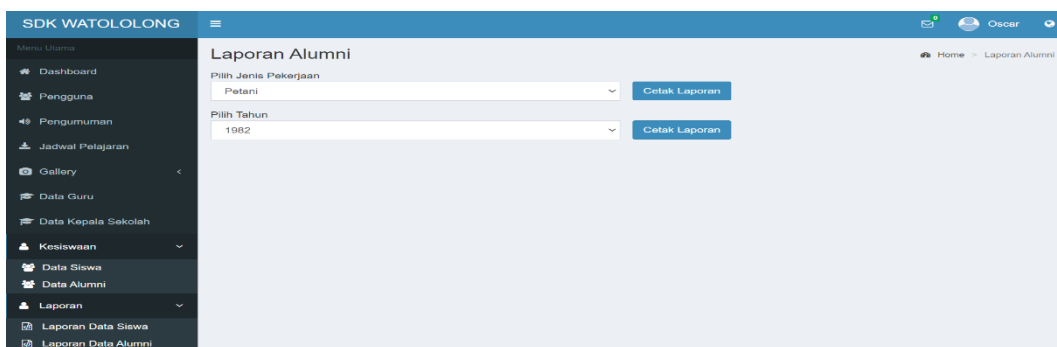 SDK WATOLOLONG
0
Oscar
Menu Utama
Dashboard
Pengguna
Pengumuman
Jadwal Pelajaran
Gallery
Data Guru
Data Kepala Sekolah
Kesiswaan
Data Siswa
Data Alumni
Laporan
Laporan Data Siswa
Laporan Data Alumni
Laporan Alumni
Home > Laporan Alumni
Pilih Jenis Pekerjaan
Petani
Cetak Laporan
Pilih Tahun
1982
Cetak Laporan